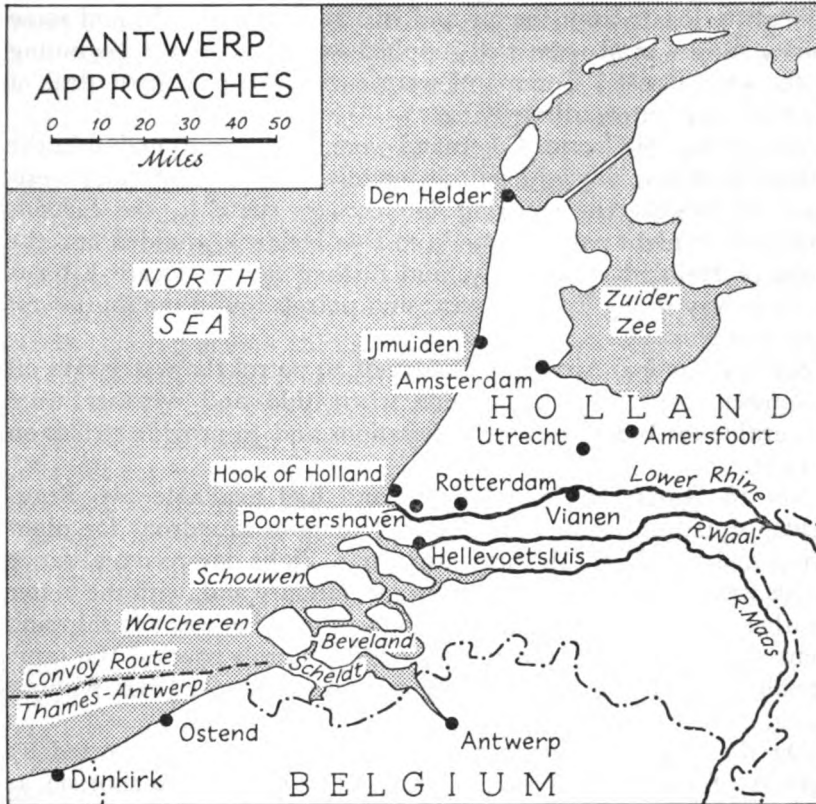 ANTWERP
APPROACHES
0 10 20 30 40 50
Miles
Den Helder
NORTH
SEA
Zuider
Zee
Ijmuiden
Amsterdam
HOLLAND
Utrecht
Amersfoort
Hook of Holland
Rotterdam
Lower Rhine
Poortershaven
Vianen
R.Waal
Hellevoetsluis
Schouwen
R.Maas
Walcheren
Beveland
Scheldt
Convoy Route
Thames-Antwerp
Ostend
Antwerp
Dunkirk
BELGIUM